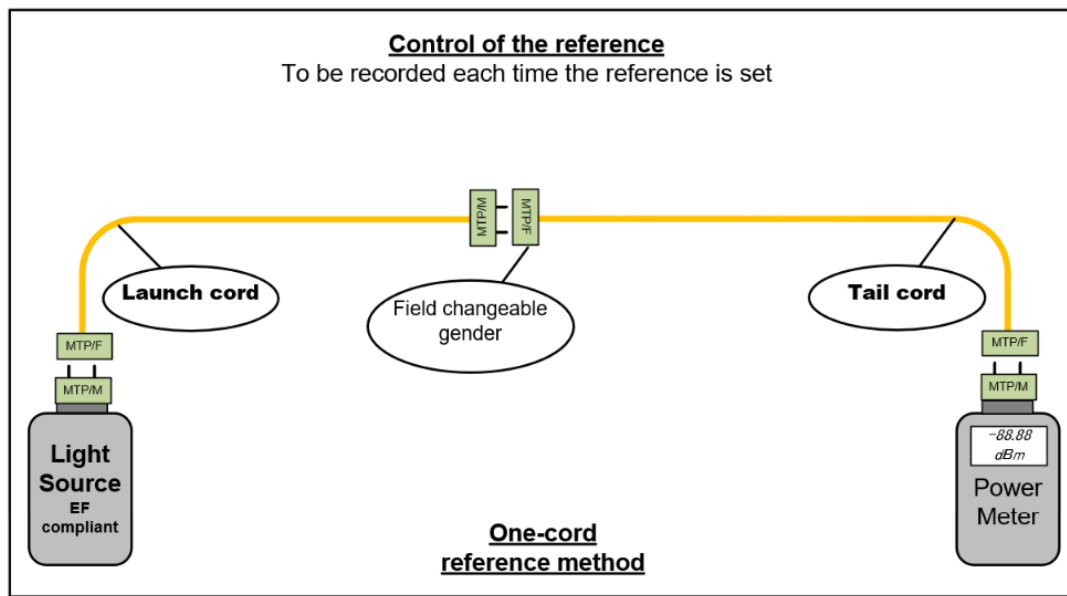 Control of the reference
To be recorded each time the reference is set
MTP/M
MTP/F
Launch cord
Field changeable
gender
Tail cord
MTP/F
MTP/M
MTP/F
MTP/M
Light
Source
EF
compliant
-88.88
dBm
Power
Meter
One-cord
reference method